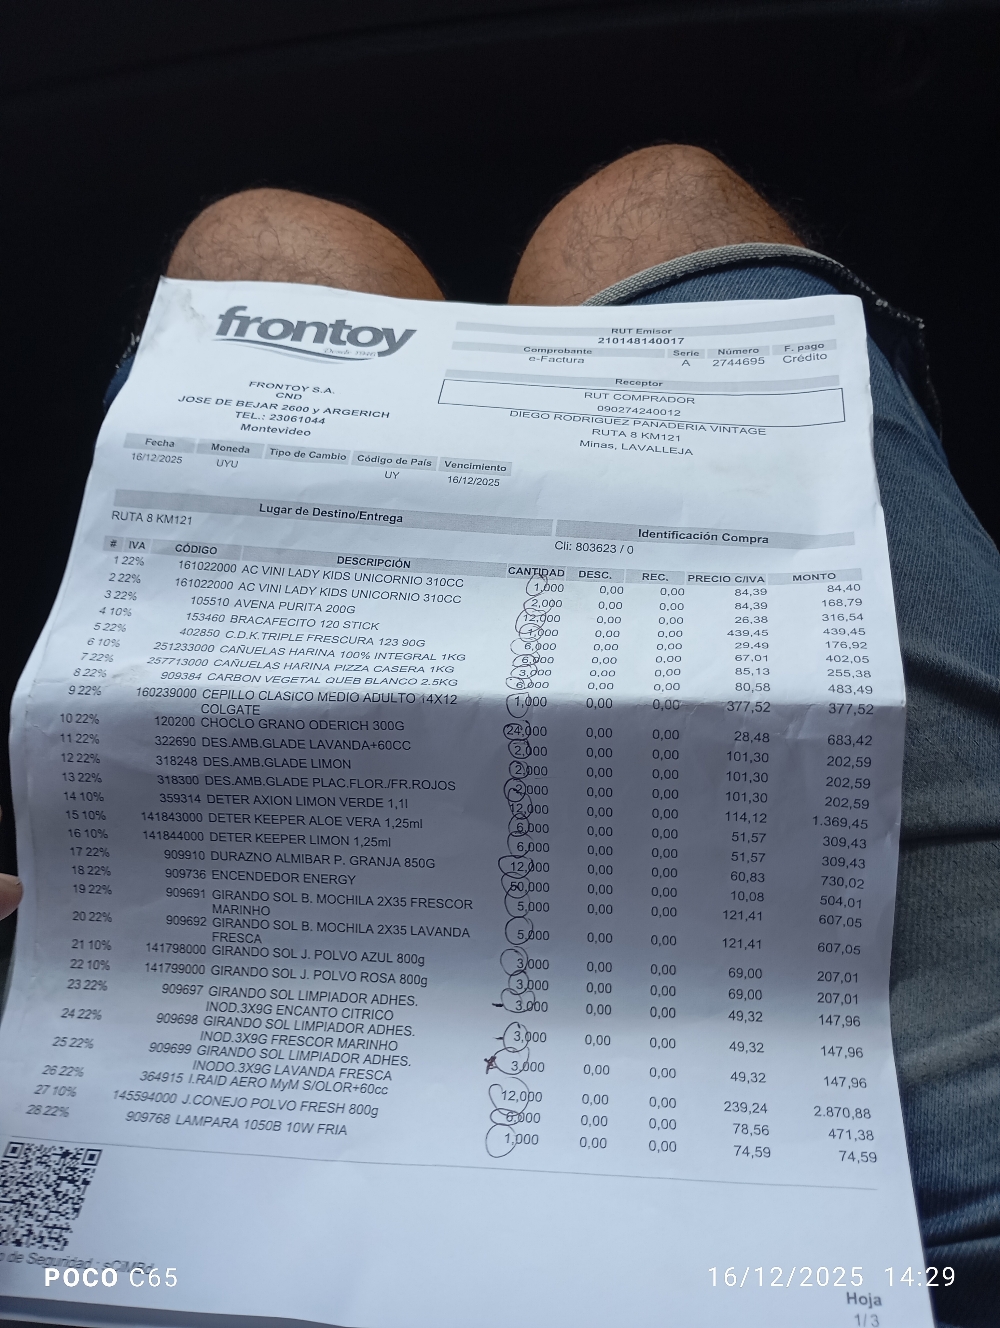 frontoy
Desde 1946
FRONTOY S.A.
CND
JOSE DE BEJAR 2600 y ARGERICH
TEL.: 23061044
Montevideo
RUT Emisor
210148140017
Comprobante Serie Número F. pago
e-Factura A 2744695 Crédito
Receptor
RUT COMPRADOR
090274240012
DIEGO RODRIGUEZ PANADERIA VINTAGE
RUTA 8 KM121
Minas, LAVALLEJA
Fecha Moneda Tipo de Cambio Código de País Vencimiento
16/12/2025 UYU UY 16/12/2025
Lugar de Destino/Entrega Identificación Compra
RUTA 8 KM121 Cli: 803623 / 0
# IVA CÓDIGO DESCRIPCIÓN CANTIDAD DESC. REC. PRECIO C/IVA MONTO
1 22% 161022000 AC VINI LADY KIDS UNICORNIO 310CC 1,000 0,00 0,00 84,39 84,40
2 22% 161022000 AC VINI LADY KIDS UNICORNIO 310CC 2,000 0,00 0,00 84,39 168,79
3 22% 105510 AVENA PURITA 200G 12,000 0,00 0,00 26,38 316,54
4 10% 153460 BRACAFECITO 120 STICK 1,000 0,00 0,00 439,45 439,45
5 22% 402850 C.D.K.TRIPLE FRESCURA 123 90G 6,000 0,00 0,00 29,49 176,92
6 10% 251233000 CAÑUELAS HARINA 100% INTEGRAL 1KG 6,000 0,00 0,00 67,01 402,05
7 22% 257713000 CAÑUELAS HARINA PIZZA CASERA 1KG 3,000 0,00 0,00 85,13 255,38
8 22% 909384 CARBON VEGETAL QUEB BLANCO 2.5KG 6,000 0,00 0,00 80,58 483,49
9 22% 160239000 CEPILLO CLASICO MEDIO ADULTO 14X12 1,000 0,00 0,00 377,52 377,52
COLGATE
10 22% 120200 CHOCLO GRANO ODERICH 300G 24,000 0,00 0,00 28,48 683,42
11 22% 322690 DES.AMB.GLADE LAVANDA+60CC 2,000 0,00 0,00 101,30 202,59
12 22% 318248 DES.AMB.GLADE LIMON 2,000 0,00 0,00 101,30 202,59
13 22% 318300 DES.AMB.GLADE PLAC.FLOR./FR.ROJOS 2,000 0,00 0,00 101,30 202,59
14 10% 359314 DETER AXION LIMON VERDE 1,1l 12,000 0,00 0,00 114,12 1.369,45
15 10% 141843000 DETER KEEPER ALOE VERA 1,25ml 6,000 0,00 0,00 51,57 309,43
16 10% 141844000 DETER KEEPER LIMON 1,25ml 6,000 0,00 0,00 51,57 309,43
17 22% 909910 DURAZNO ALMIBAR P. GRANJA 850G 12,000 0,00 0,00 60,83 730,02
18 22% 909736 ENCENDEDOR ENERGY 50,000 0,00 0,00 10,08 504,01
19 22% 909691 GIRANDO SOL B. MOCHILA 2X35 FRESCOR 5,000 0,00 0,00 121,41 607,05
MARINHO
20 22% 909692 GIRANDO SOL B. MOCHILA 2X35 LAVANDA 5,000 0,00 0,00 121,41 607,05
FRESCA
21 10% 141798000 GIRANDO SOL J. POLVO AZUL 800g 3,000 0,00 0,00 69,00 207,01
22 10% 141799000 GIRANDO SOL J. POLVO ROSA 800g 3,000 0,00 0,00 69,00 207,01
23 22% 909697 GIRANDO SOL LIMPIADOR ADHES. 3,000 0,00 0,00 49,32 147,96
INOD.3X9G ENCANTO CITRICO
24 22% 909698 GIRANDO SOL LIMPIADOR ADHES. 3,000 0,00 0,00 49,32 147,96
INOD.3X9G FRESCOR MARINHO
25 22% 909699 GIRANDO SOL LIMPIADOR ADHES. 3,000 0,00 0,00 49,32 147,96
INODO.3X9G LAVANDA FRESCA
26 22% 364915 I.RAID AERO MyM S/OLOR+60cc 12,000 0,00 0,00 239,24 2.870,88
27 10% 145594000 J.CONEJO POLVO FRESH 800g 6,000 0,00 0,00 78,56 471,38
28 22% 909768 LAMPARA 1050B 10W FRIA 1,000 0,00 0,00 74,59 74,59
de Seguridad :
POCO C65
16/12/2025 14:29
Hoja
1/3